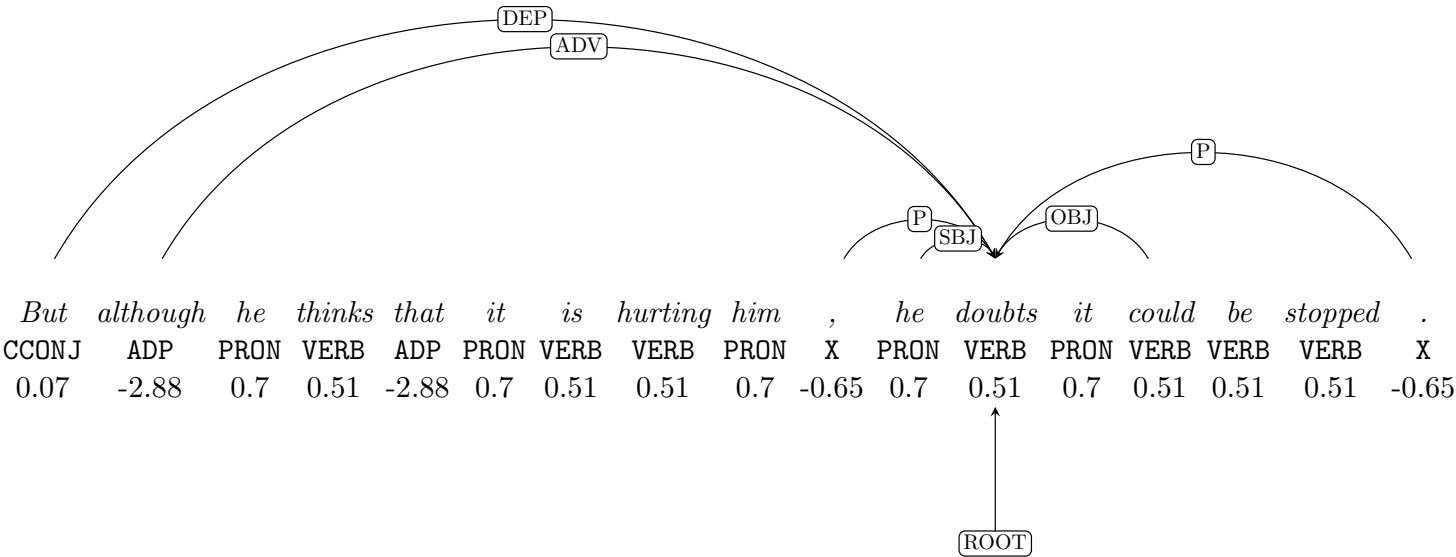 DEP
ADV
P
P
SBJ
OBJ
But although he thinks that it is hurting him , he doubts it could be stopped .
CCONJ ADP PRON VERB ADP PRON VERB VERB PRON X PRON VERB PRON VERB VERB VERB X
0.07 -2.88 0.7 0.51 -2.88 0.7 0.51 0.51 0.7 -0.65 0.7 0.51 0.7 0.51 0.51 0.51 -0.65
ROOT